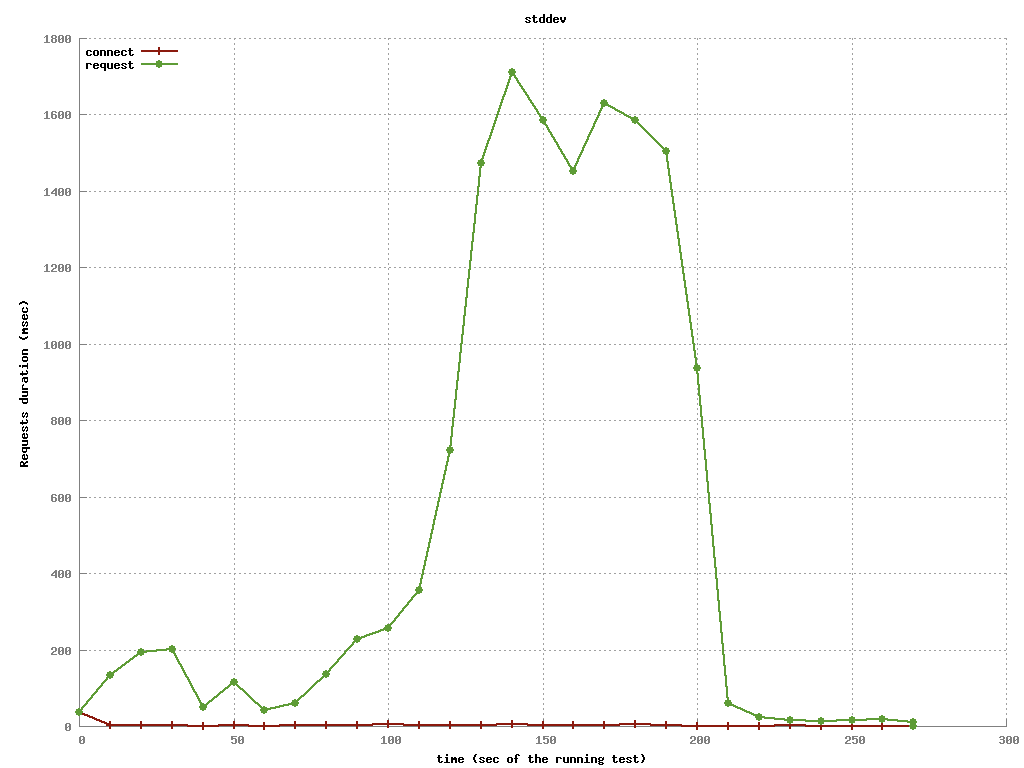 stddev
connect
request
1800
1600
1400
1200
1000
800
600
400
200
0
0 50 100 150 200 250 300
Requests duration (msec)
time (sec of the running test)